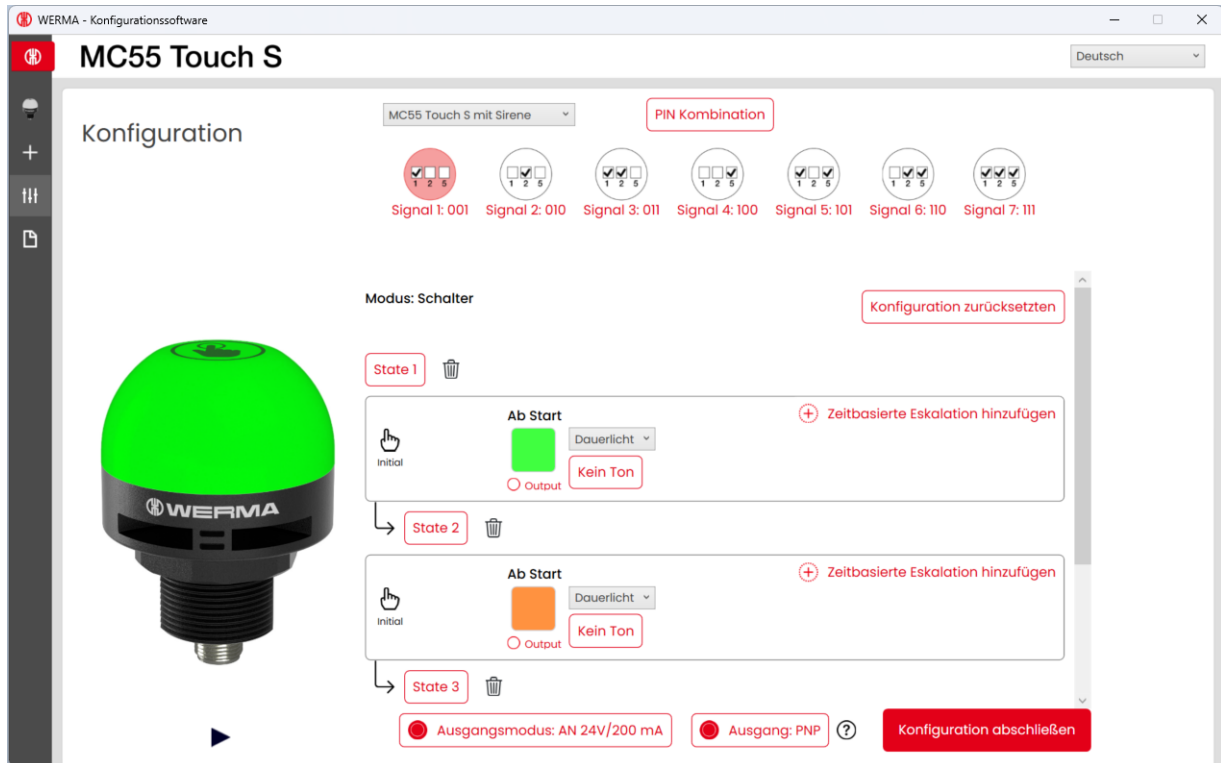 WERMA - Konfigurationssoftware
MC55 Touch S
Deutsch
Konfiguration
MC55 Touch S mit Sirene
PIN Kombination
1 2 5
1 2 5
1 2 5
1 2 5
1 2 5
1 2 5
1 2 5
Signal 1: 001
Signal 2: 010
Signal 3: 011
Signal 4: 100
Signal 5: 101
Signal 6: 110
Signal 7: 111
Modus: Schalter
Konfiguration zurücksetzten
State 1
Ab Start
Zeitbasierte Eskalation hinzufügen
Dauerlicht
Initial
Kein Ton
Output
WERMA
State 2
Ab Start
Zeitbasierte Eskalation hinzufügen
Dauerlicht
Initial
Kein Ton
Output
State 3
Ausgangsmodus: AN 24V/200 mA
Ausgang: PNP
?
Konfiguration abschließen